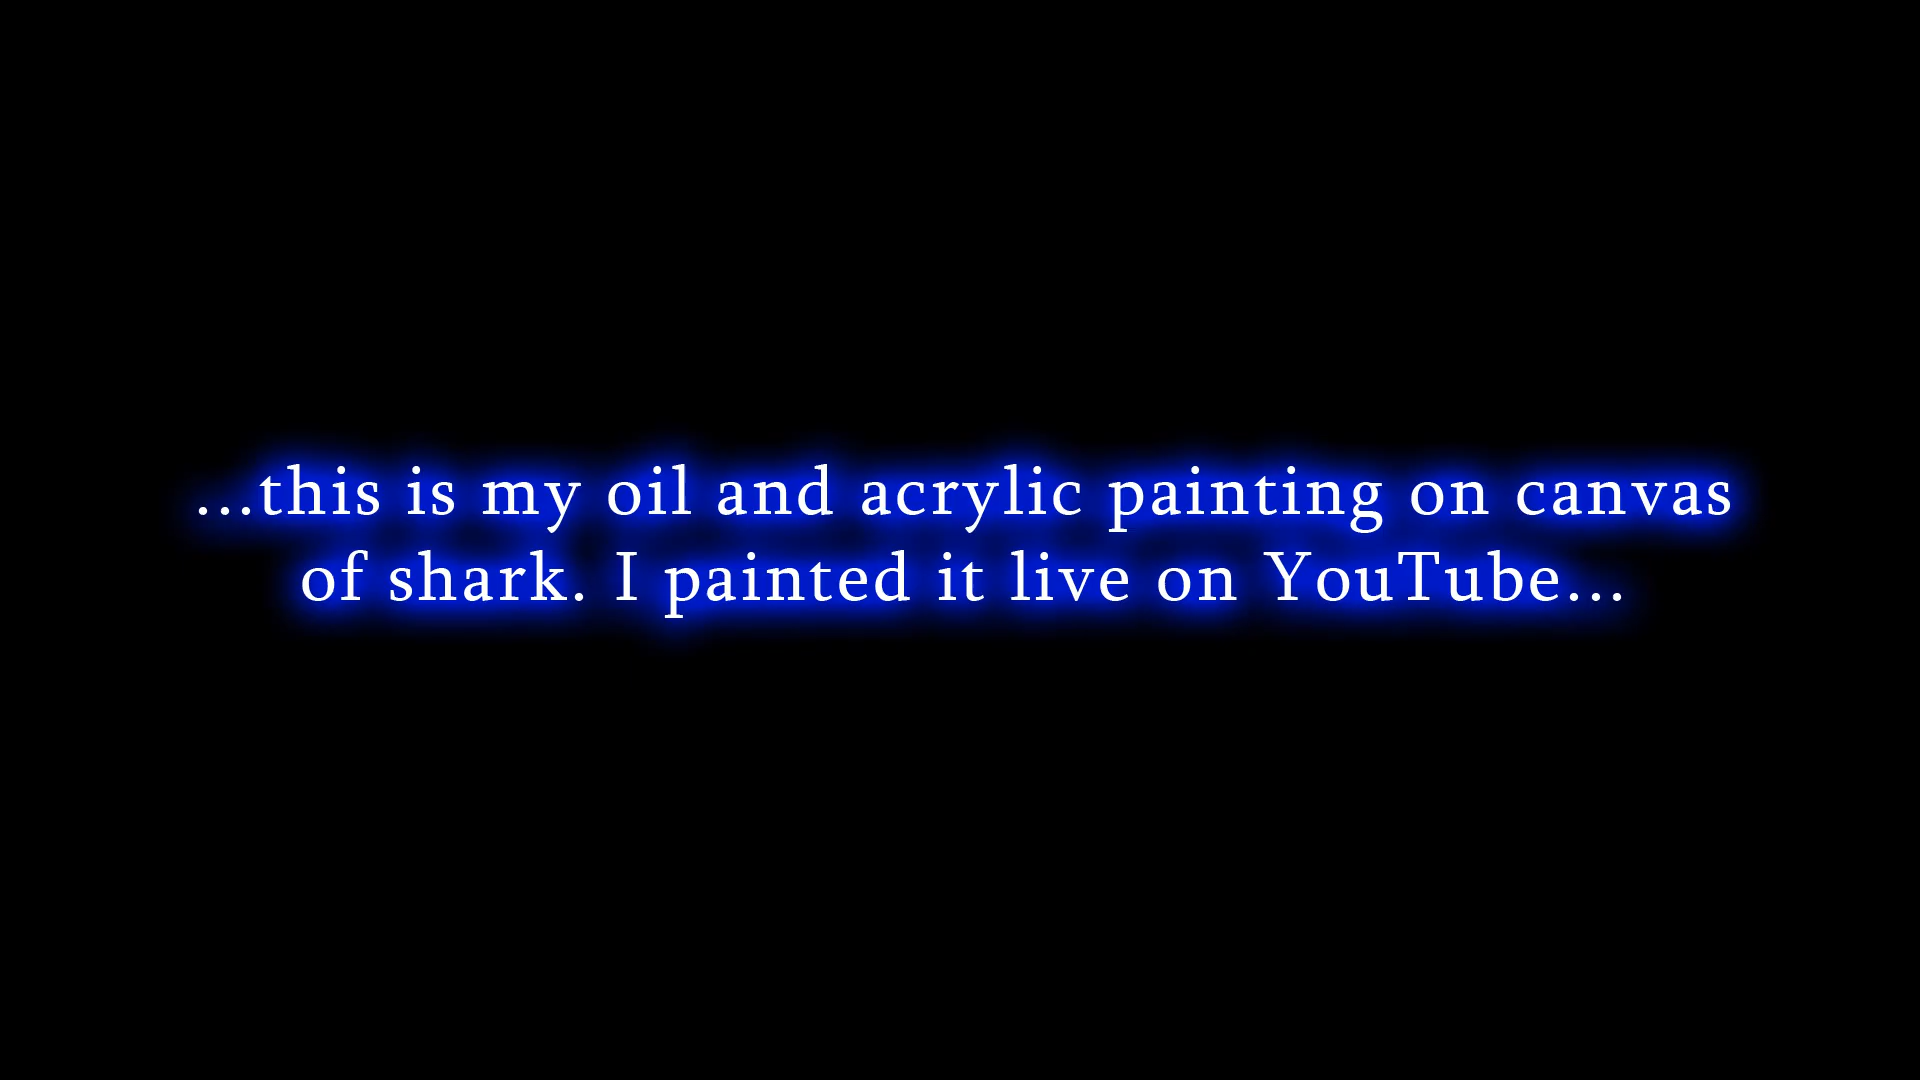 ...this is my oil and acrylic painting on canvas
of shark. I painted it live on YouTube...